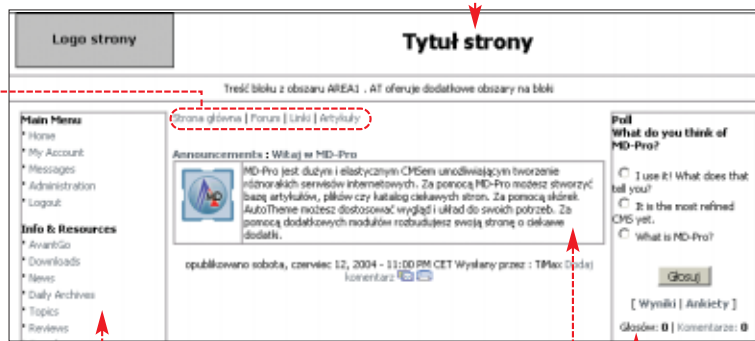 Logo strony
Tytuł strony
Treść bloku z obszaru AREA1 . AT oferuje dodatkowe obszary na bloki
Main Menu
* Home
* My Account
* Messages
* Administration
* Logout
Info & Resources
* AvantGo
* Downloads
* News
* Daily Archives
* Topics
* Reviews
Strona główna | Forum | Linki | Artykuły
Announcements : Witaj w MD-Pro
MD-Pro jest dużym i elastycznym CMSem umożliwiającym tworzenie
różnorakich serwisów internetowych. Za pomocą MD-Pro możesz stworzyć
bazę artykułów, plików czy katalog ciekawych stron. Za pomocą skórek
AutoTheme możesz dostosować wygląd i układ do swoich potrzeb. Za
pomocą dodatkowych modułów rozbudujesz swoją stronę o ciekawe
dodatki.
opublikowano sobota, czerwiec 12, 2004 - 11:00 PM CET Wysłany przez : TiMax Dodaj
komentarz
Poll
What do you think of
MD-Pro?
I use it! What does that
tell you?
It is the most refined
CMS yet.
What is MD-Pro?
Głosuj
[ Wyniki | Ankiety ]
Głosów: 0 | Komentarze: 0